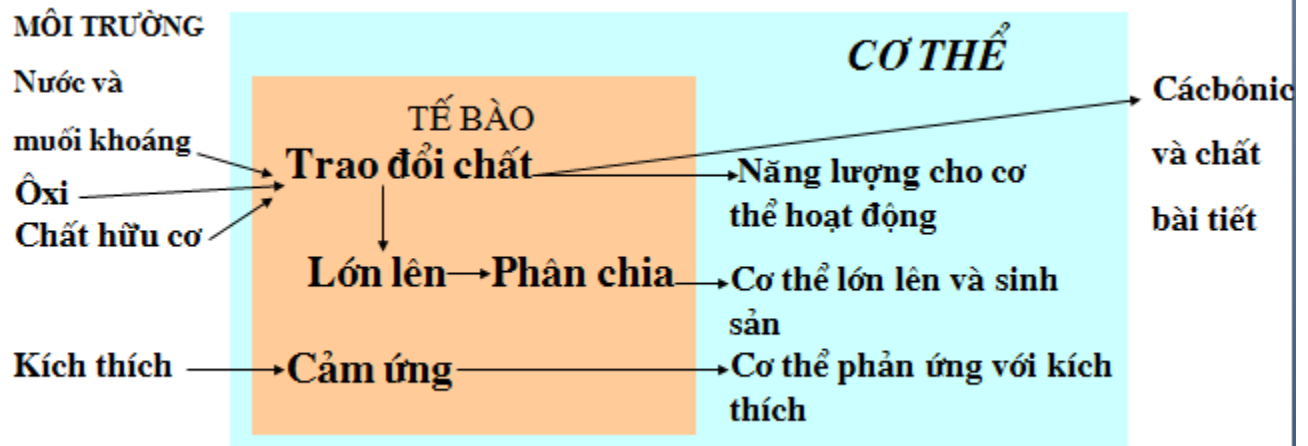 MÔI TRƯỜNG
Nước và
muối khoáng
Ôxi
Chất hữu cơ
Kích thích
CƠ THỂ
TẾ BÀO
Trao đổi chất
Lớn lên
Phân chia
Cảm ứng
Năng lượng cho cơ
thể hoạt động
Cơ thể lớn lên và sinh
sản
Cơ thể phản ứng với kích
thích
Cácbônic
và chất
bài tiết